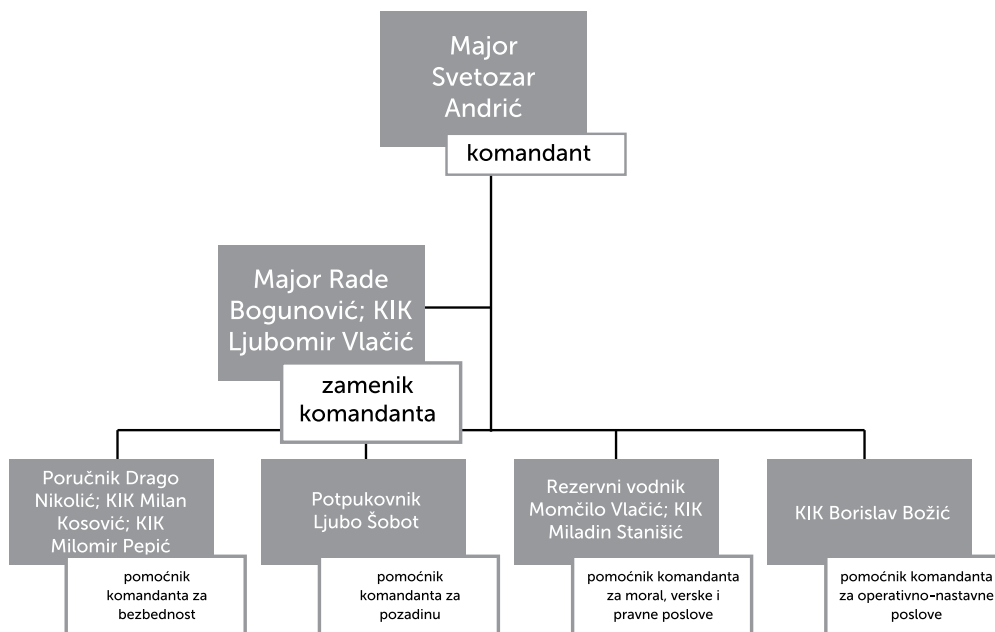 Major
Svetozar
Andrić
komandant
Major Rade
Bogunović; KIK
Ljubomir Vlačić
zamenik
komandanta
Poručnik Drago
Nikolić; KIK Milan
Kosović; KIK
Milomir Pepić
pomoćnik
komandanta za
bezbednost
Potpukovnik
Ljubo Šobot
pomoćnik
komandanta za
pozadinu
Rezervni vodnik
Momčilo Vlačić; KIK
Miladin Stanišić
pomoćnik komandanta
za moral, verske i
pravne poslove
KIK Borislav Božić
pomoćnik komandanta
za operativno-nastavne
poslove